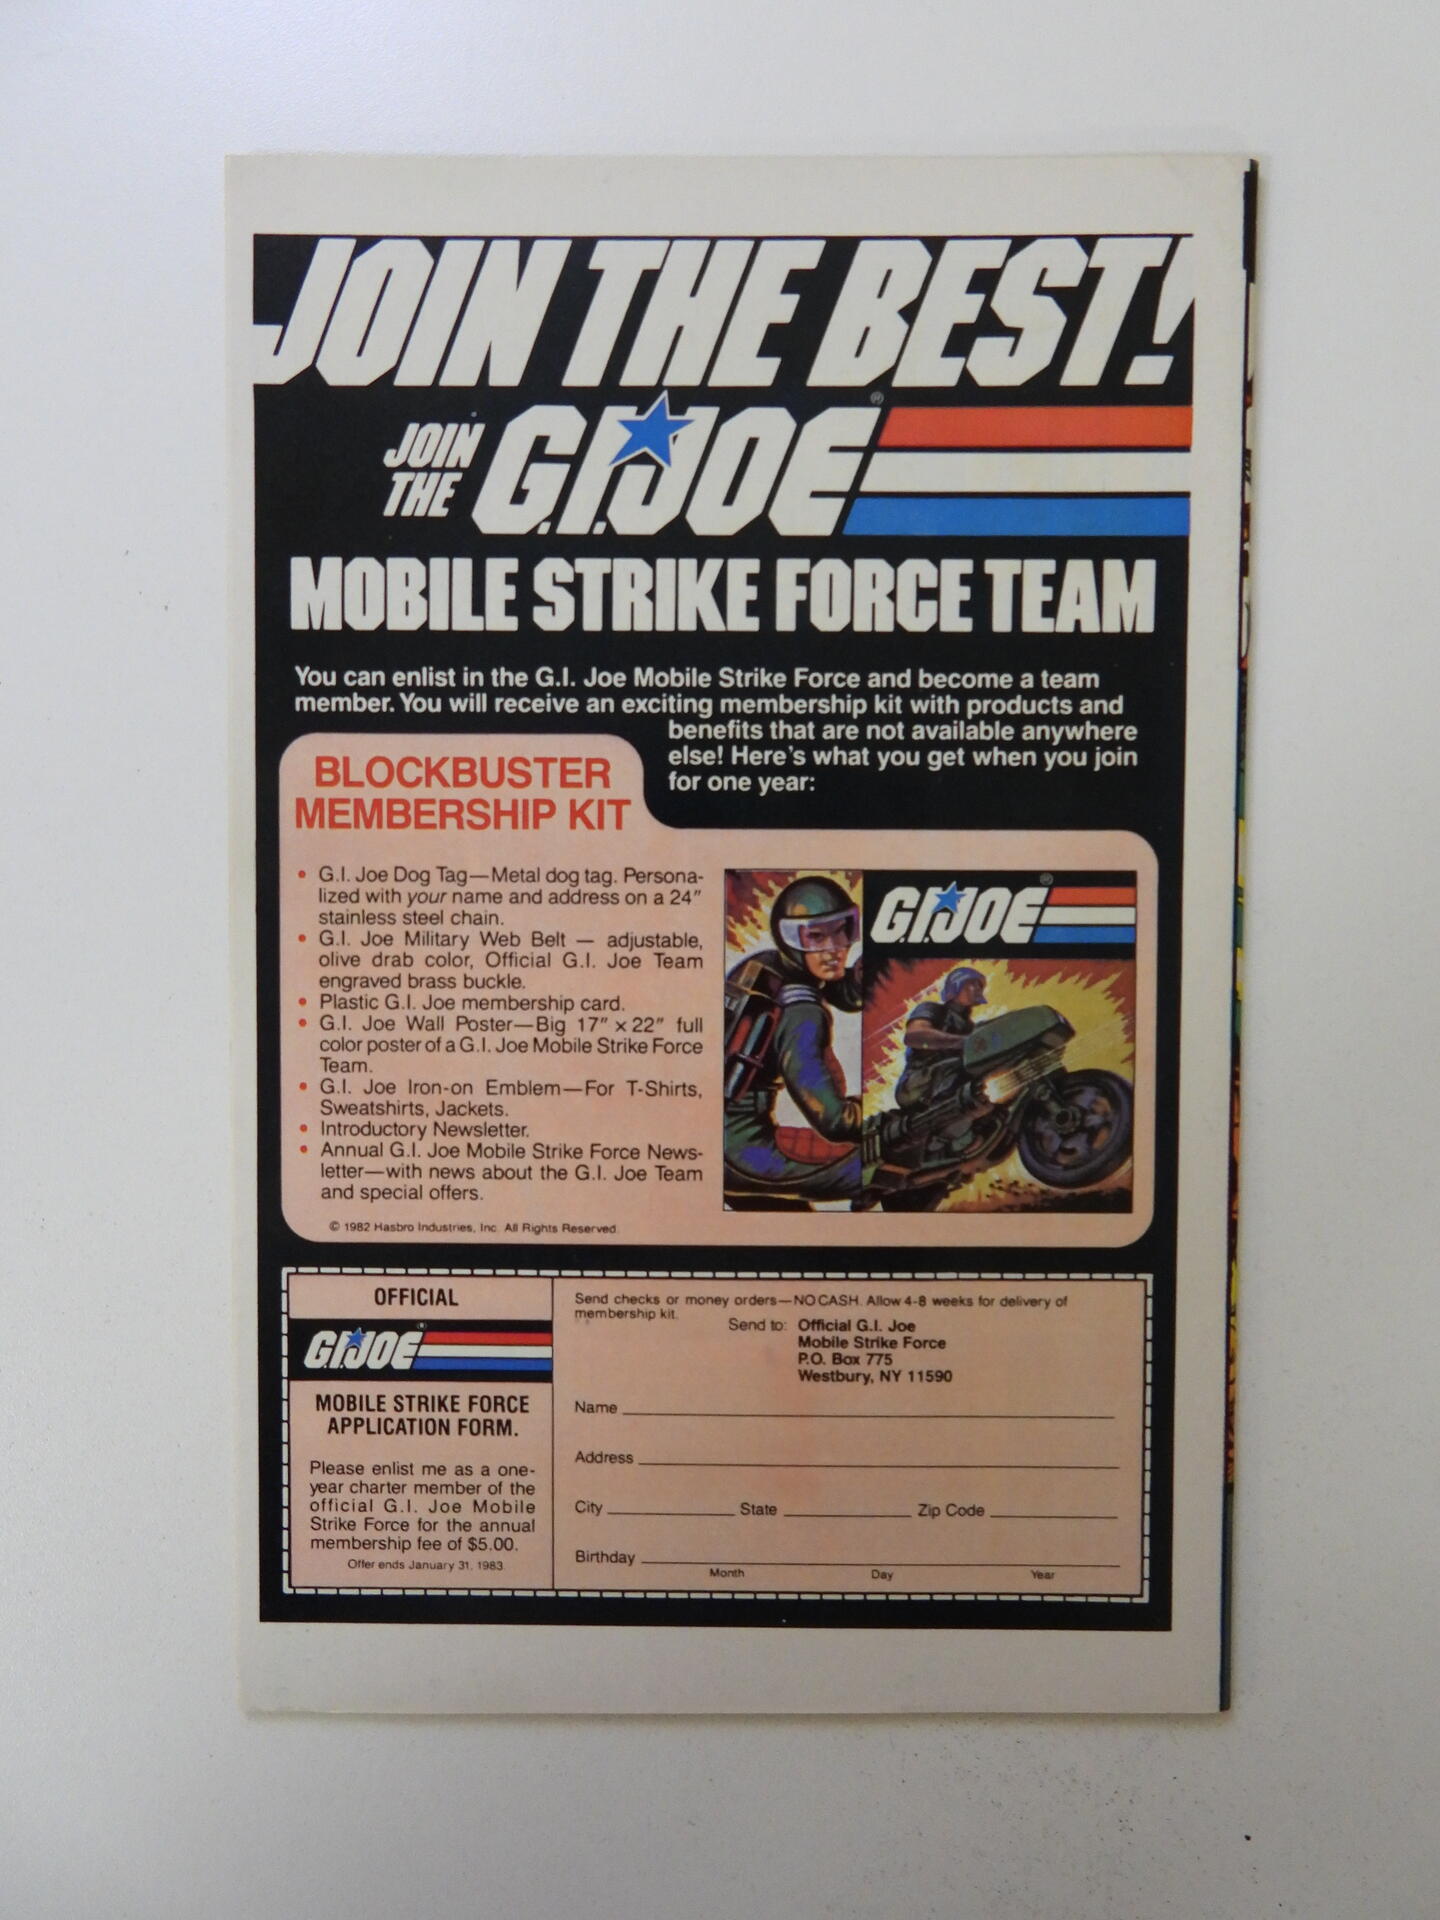 JOIN THE BEST!
JOIN
THE
G.I. JOE®
MOBILE STRIKE FORCE TEAM
You can enlist in the G.I. Joe Mobile Strike Force and become a team
member. You will receive an exciting membership kit with products and
benefits that are not available anywhere
else! Here's what you get when you join
for one year:
BLOCKBUSTER
MEMBERSHIP KIT
• G.I. Joe Dog Tag—Metal dog tag. Persona-
lized with your name and address on a 24"
stainless steel chain.
• G.I. Joe Military Web Belt — adjustable,
olive drab color, Official G.I. Joe Team
engraved brass buckle.
• Plastic G.I. Joe membership card.
• G.I. Joe Wall Poster—Big 17" x 22" full
color poster of a G.I. Joe Mobile Strike Force
Team.
• G.I. Joe Iron-on Emblem—For T-Shirts,
Sweatshirts, Jackets.
• Introductory Newsletter.
• Annual G.I. Joe Mobile Strike Force News-
letter—with news about the G.I. Joe Team
and special offers.
© 1982 Hasbro Industries, Inc. All Rights Reserved.
G.I. JOE®
OFFICIAL
G.I. JOE®
MOBILE STRIKE FORCE
APPLICATION FORM.
Please enlist me as a one-
year charter member of the
official G.I. Joe Mobile
Strike Force for the annual
membership fee of $5.00.
Offer ends January 31, 1983.
Send checks or money orders—NO CASH. Allow 4-8 weeks for delivery of
membership kit.
Send to: Official G.I. Joe
Mobile Strike Force
P.O. Box 775
Westbury, NY 11590
Name
Address
City State Zip Code
Birthday
Month Day Year